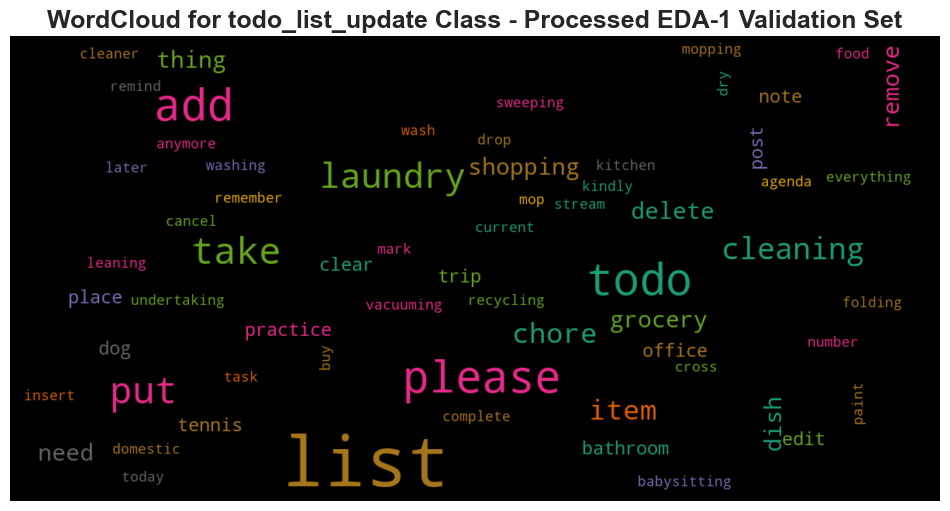 WordCloud for todo_list_update Class - Processed EDA-1 Validation Set
cleaner
thing
mopping
food
remove
remind
add
dry
note
sweeping
anymore
wash
drop
post
later
washing
laundry
shopping
kitchen
agenda
everything
remember
mop
kindly
stream
delete
cancel
take
current
cleaning
leaning
mark
clear
trip
todo
place
undertaking
vacuuming
recycling
folding
grocery
practice
chore
number
dog
buy
office
cross
task
please
insert
put
complete
item
paint
dish
tennis
edit
need
domestic
list
bathroom
today
babysitting